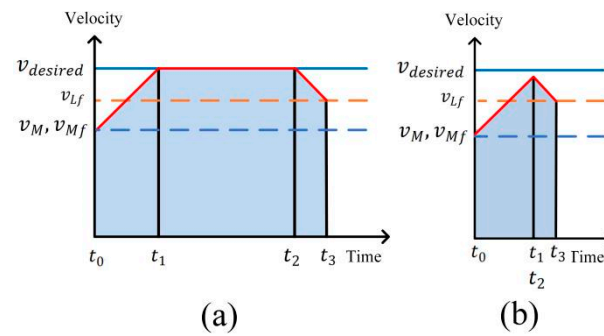 Velocity
v_desired
v_Lf
v_M, v_Mf
t_0
t_1
t_2
t_3
Time
(a)
Velocity
v_desired
v_Lf
v_M, v_Mf
t_0
t_1
t_3
Time
t_2
(b)